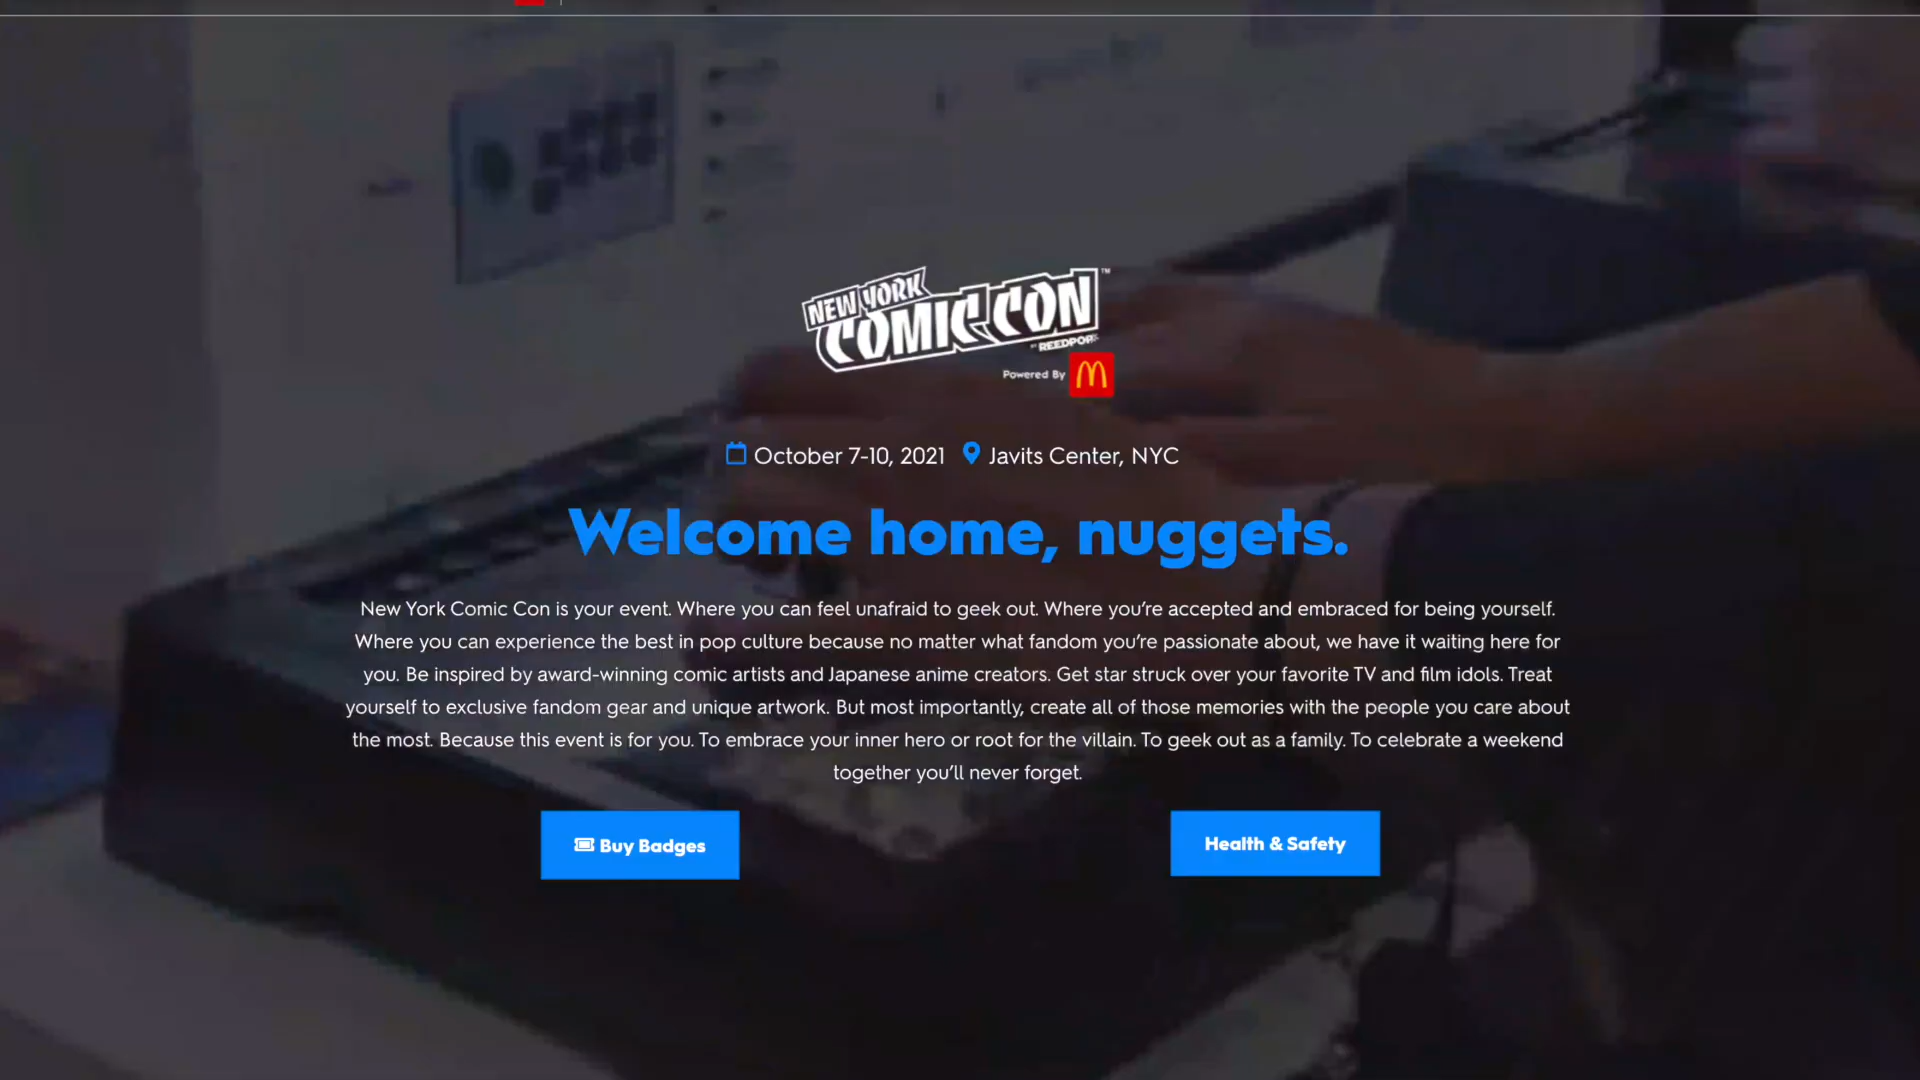 NEW YORK
COMIC CON
TM
BY REEDPOP
Powered By
October 7-10, 2021 Javits Center, NYC
Welcome home, nuggets.
New York Comic Con is your event. Where you can feel unafraid to geek out. Where you’re accepted and embraced for being yourself.
Where you can experience the best in pop culture because no matter what fandom you’re passionate about, we have it waiting here for
you. Be inspired by award-winning comic artists and Japanese anime creators. Get star struck over your favorite TV and film idols. Treat
yourself to exclusive fandom gear and unique artwork. But most importantly, create all of those memories with the people you care about
the most. Because this event is for you. To embrace your inner hero or root for the villain. To geek out as a family. To celebrate a weekend
together you’ll never forget.
Buy Badges
Health & Safety